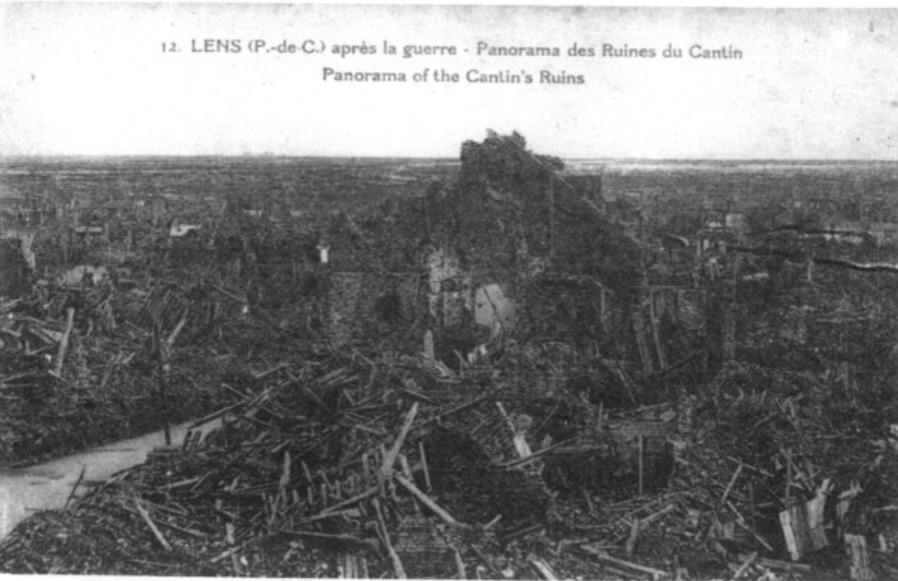 12. LENS (P.-de-C.) après la guerre - Panorama des Ruines du Cantin
Panorama of the Cantin's Ruins